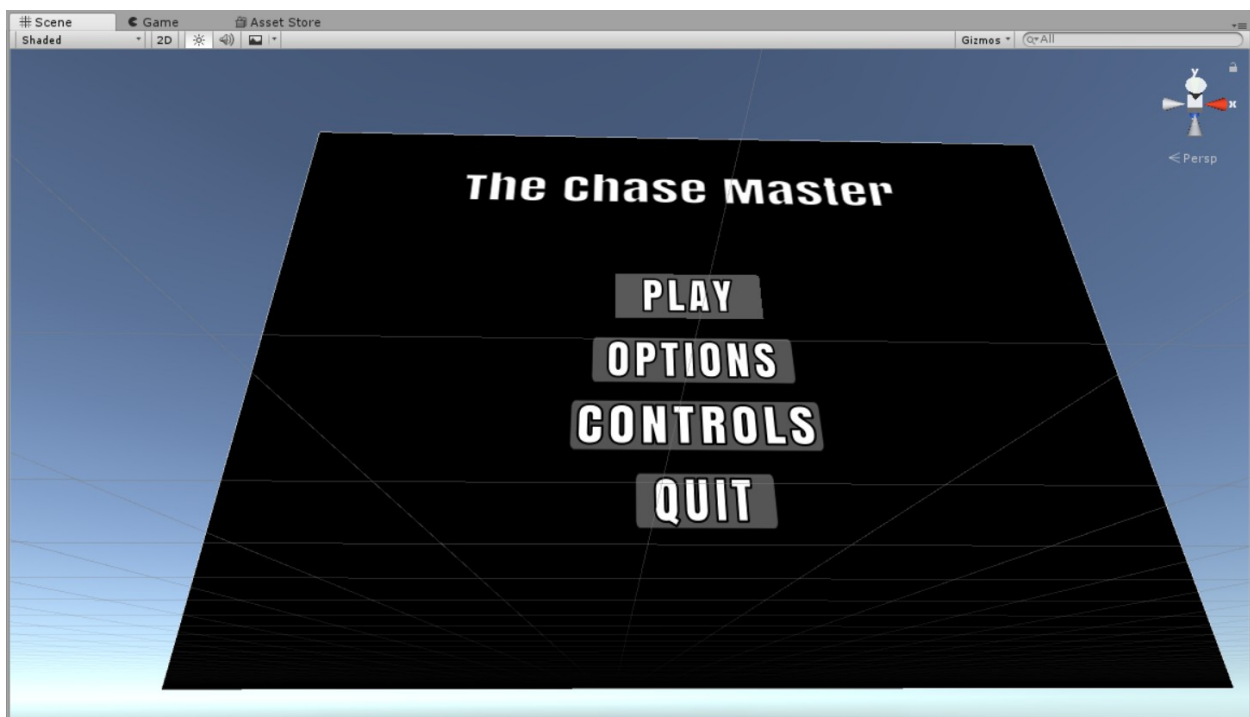 Scene Game Asset Store
Shaded 2D Gizmos All
y
x
Persp
The Chase Master
PLAY
OPTIONS
CONTROLS
QUIT